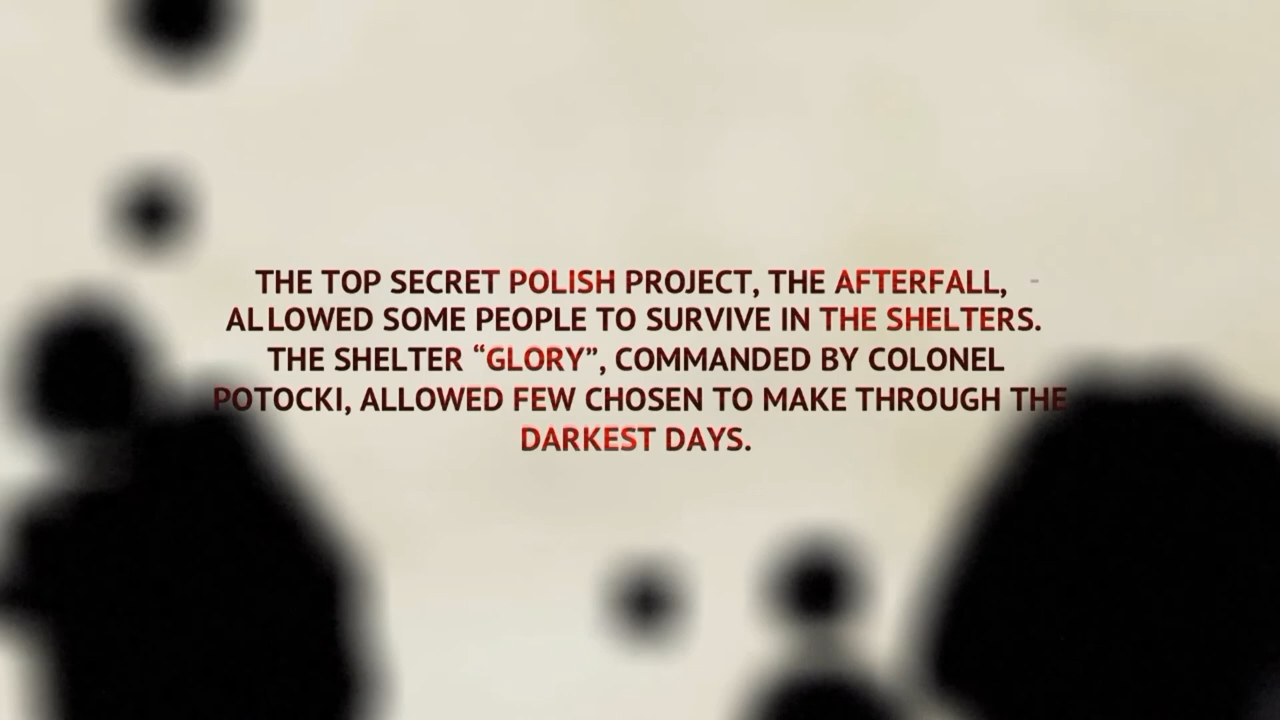 THE TOP SECRET POLISH PROJECT, THE AFTERFALL, -
ALLOWED SOME PEOPLE TO SURVIVE IN THE SHELTERS.
THE SHELTER “GLORY”, COMMANDED BY COLONEL
POTOCKI, ALLOWED FEW CHOSEN TO MAKE THROUGH THE
DARKEST DAYS.